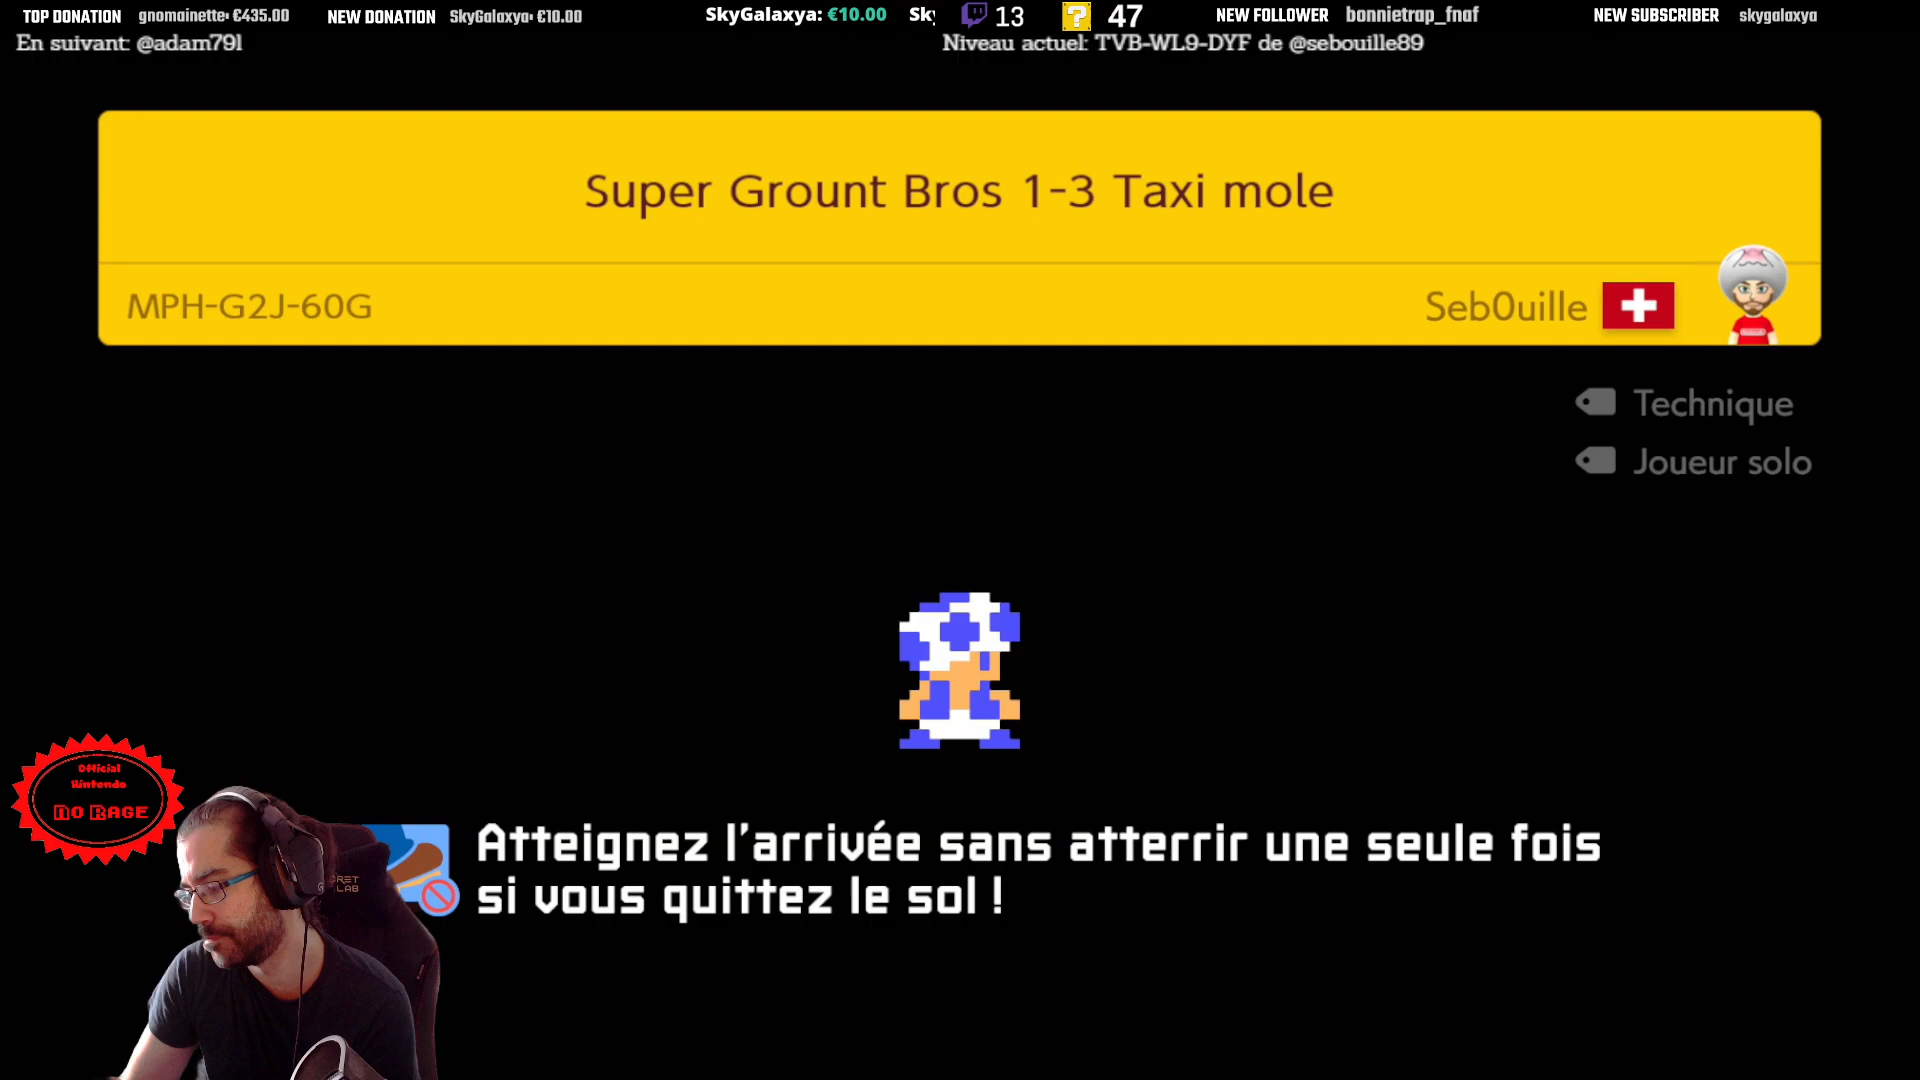 TOP DONATION gnomainette: €435.00 NEW DONATION SkyGalaxya: €10.00 SkyGalaxya: €10.00 Sky 13 47 NEW FOLLOWER bonnietrap_fnaf NEW SUBSCRIBER skygalaxya
En suivant: @adam79l Niveau actuel: TVB-WL9-DYF de @sebouille89
Super Grount Bros 1-3 Taxi mole
MPH-G2J-60G Seb0uille
Technique
Joueur solo
Official
Nintendo
No Rage
Atteignez l'arrivée sans atterrir une seule fois
si vous quittez le sol !